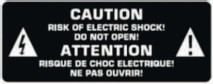 CAUTION
RISK OF ELECTRIC SHOCK!
DO NOT OPEN!
ATTENTION
RISQUE DE CHOC ELECTRIQUE!
NE PAS OUVRIR!